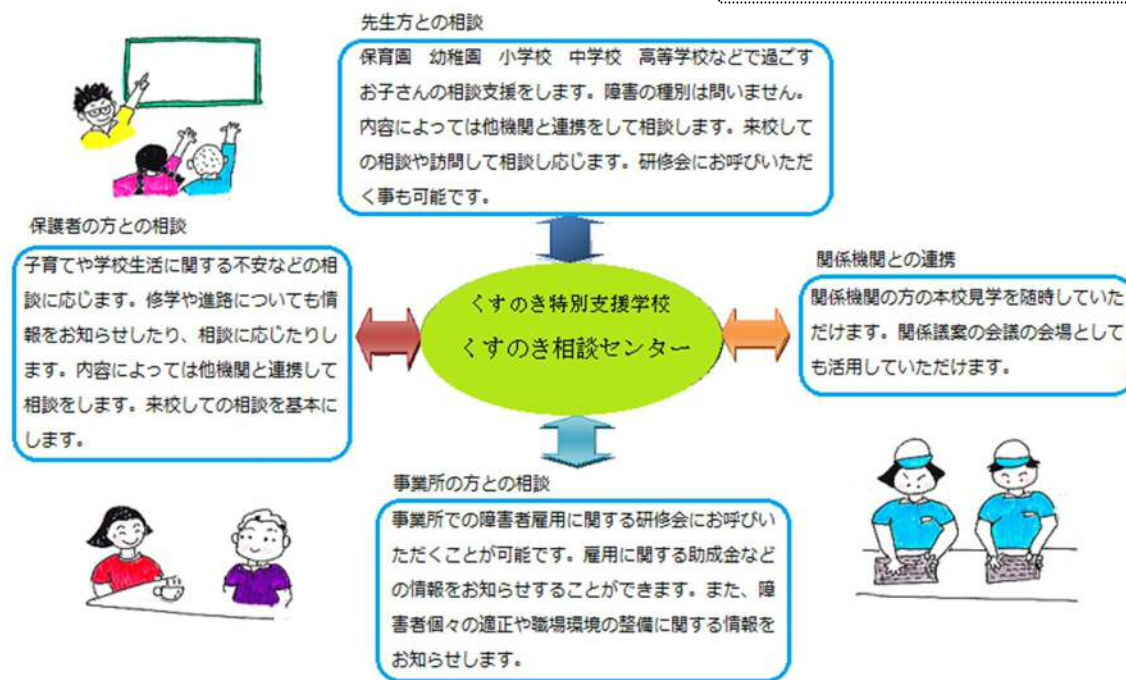 先生方との相談
保育園　幼稚園　小学校　中学校　高等学校などで過ごす
お子さんの相談支援をします。障害の種別は問いません。
内容によっては他機関と連携をして相談します。来校して
の相談や訪問して相談し応じます。研修会にお呼びいただ
く事も可能です。
保護者の方との相談
子育てや学校生活に関する不安などの相
談に応じます。修学や進路についても情
報をお知らせしたり、相談に応じたりし
ます。内容によっては他機関と連携して
相談をします。来校しての相談を基本に
します。
くすのき特別支援学校
くすのき相談センター
関係機関との連携
関係機関の方の本校見学を随時していた
だけます。関係議案の会議の会場として
も活用していただけます。
事業所の方との相談
事業所での障害者雇用に関する研修会にお呼びい
ただくことが可能です。雇用に関する助成金など
の情報をお知らせすることができます。また、障
害者個々の適正や職場環境の整備に関する情報を
お知らせします。